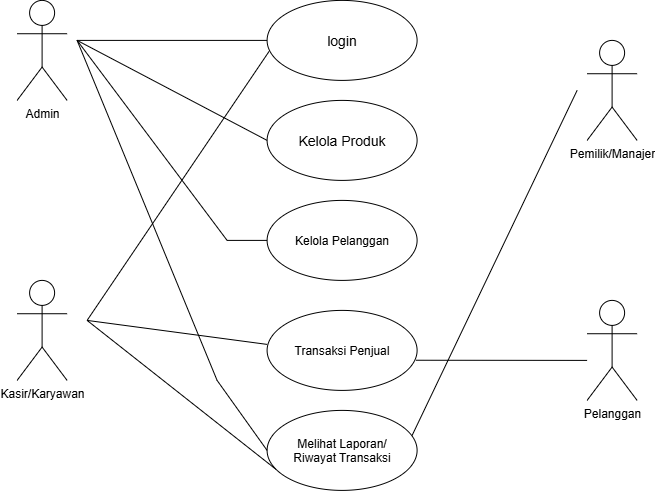 login
Admin
Kelola Produk
Pemilik/Manajer
Kelola Pelanggan
Transaksi Penjual
Kasir/Karyawan
Pelanggan
Melihat Laporan/
Riwayat Transaksi